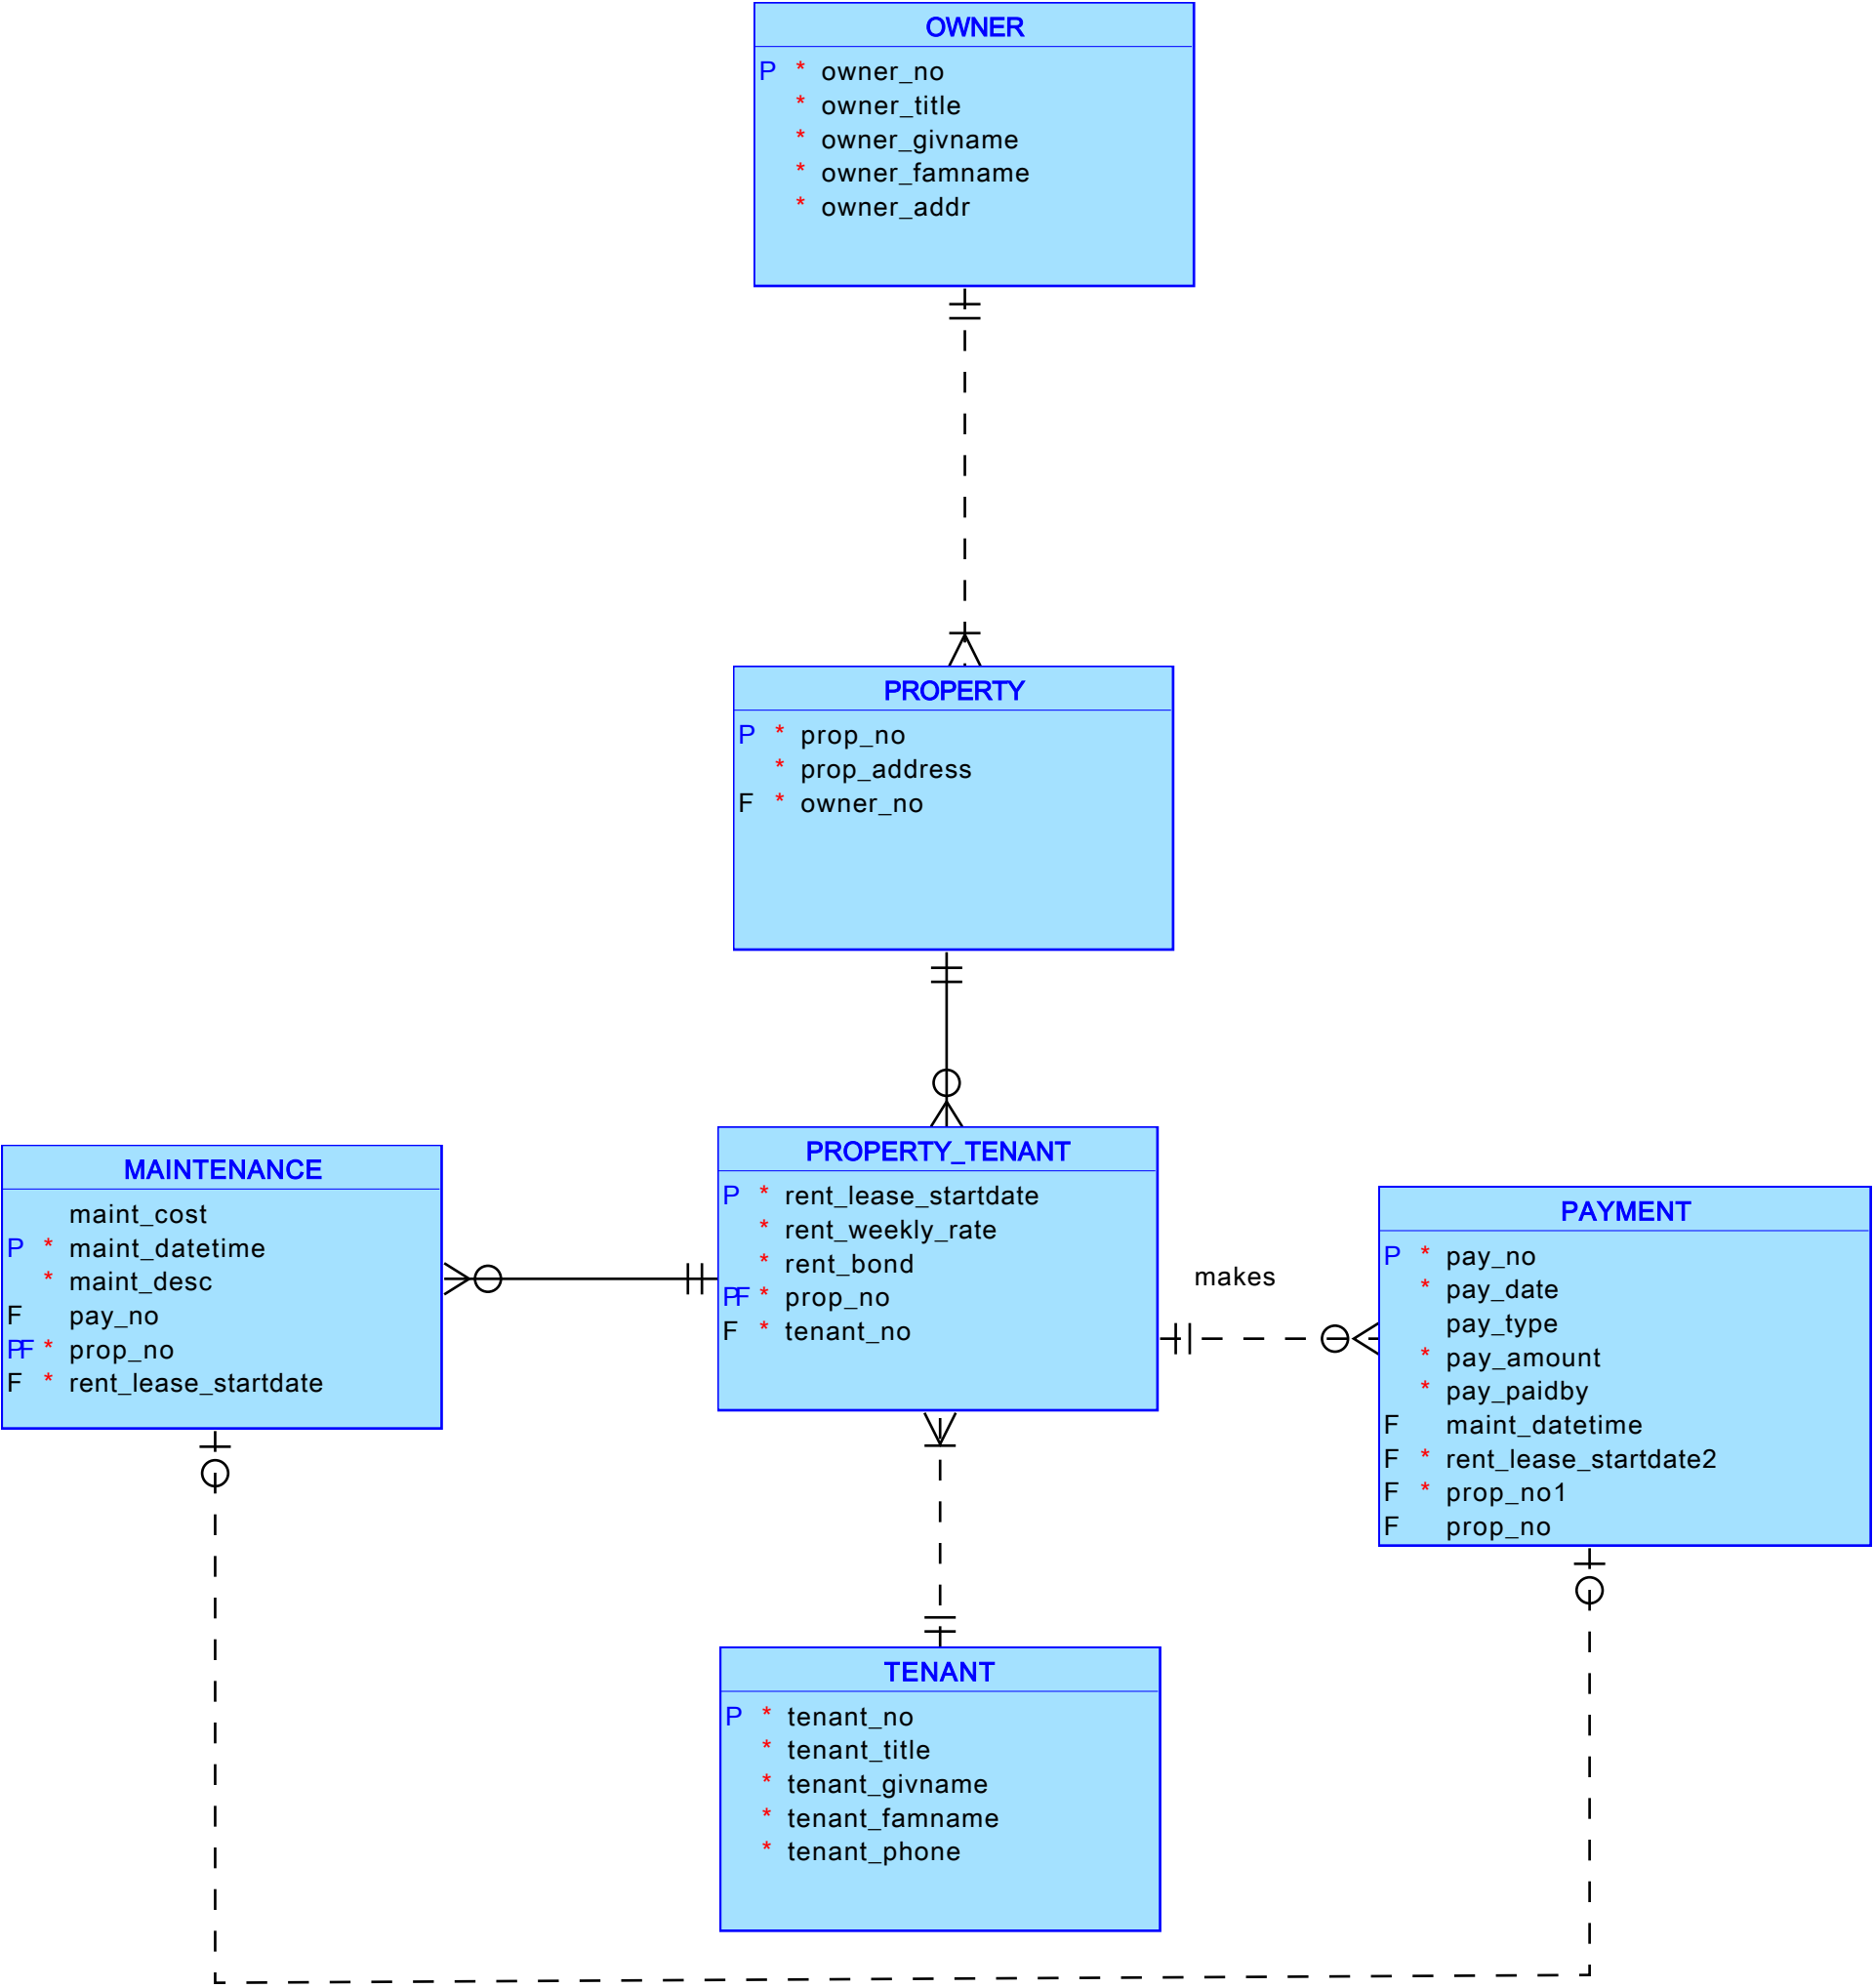 OWNER
P * owner_no
* owner_title
* owner_givname
* owner_famname
* owner_addr
PROPERTY
P * prop_no
* prop_address
F * owner_no
MAINTENANCE
maint_cost
P * maint_datetime
* maint_desc
F pay_no
PF * prop_no
F * rent_lease_startdate
PROPERTY_TENANT
P * rent_lease_startdate
* rent_weekly_rate
* rent_bond
PF * prop_no
F * tenant_no
makes
PAYMENT
P * pay_no
* pay_date
pay_type
* pay_amount
* pay_paidby
F maint_datetime
F * rent_lease_startdate2
F * prop_no1
F prop_no
TENANT
P * tenant_no
* tenant_title
* tenant_givname
* tenant_famname
* tenant_phone